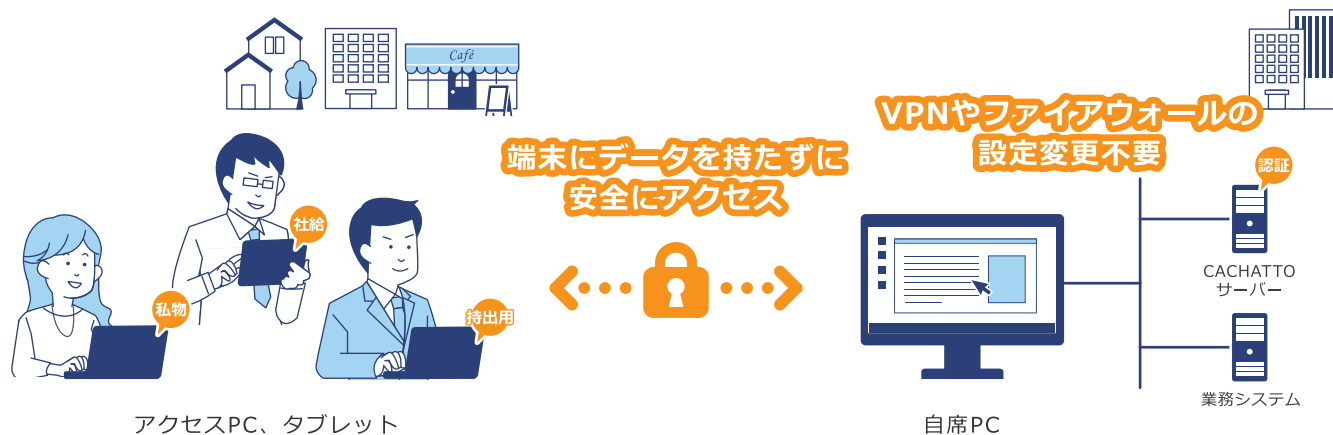 Café
VPNやファイアウォールの
設定変更不要
端末にデータを持たずに
安全にアクセス
認証
社給
私物
持出用
CACHATTO
サーバー
業務システム
アクセスPC、タブレット
自席PC